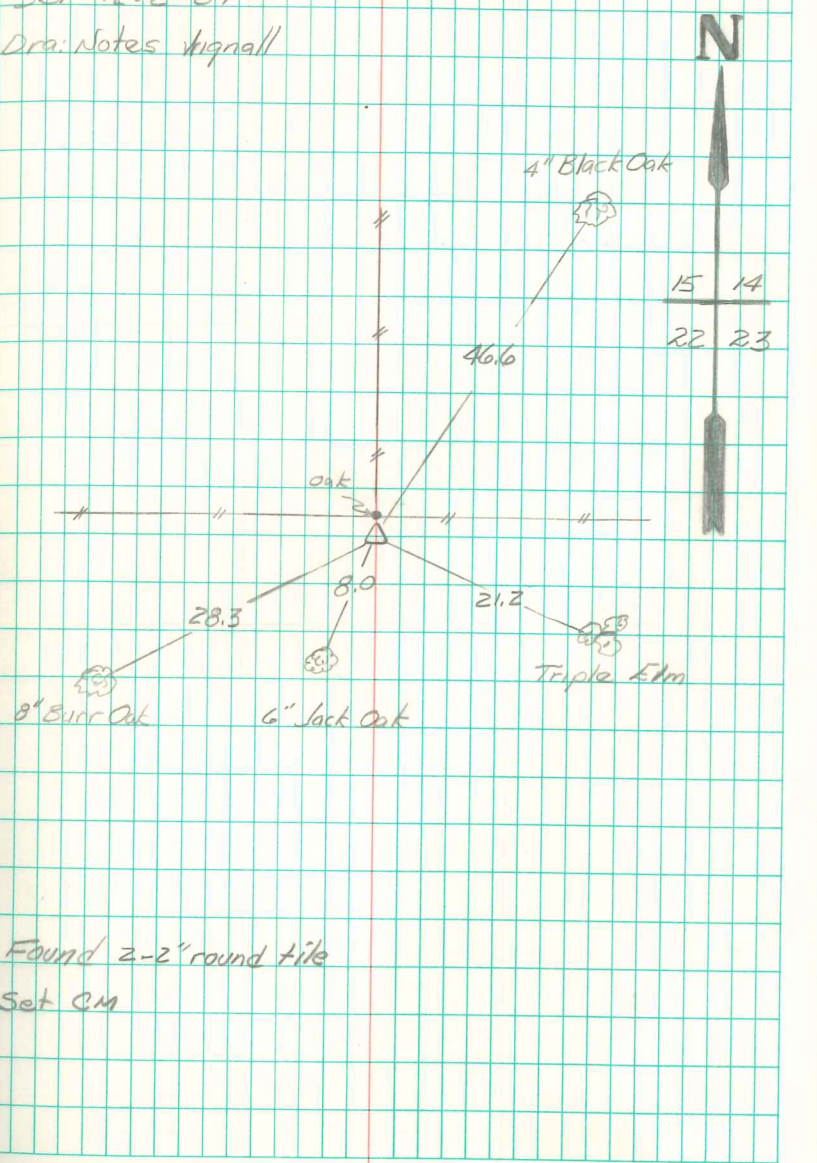 Dra: Notes
N
4" Black Oak
15 14
22 23
46.6
Oak
8.0
21.2
28.3
Triple Elm
8" Burr Oak
6" Jack Oak
Found 2-2" round tile
Set CM